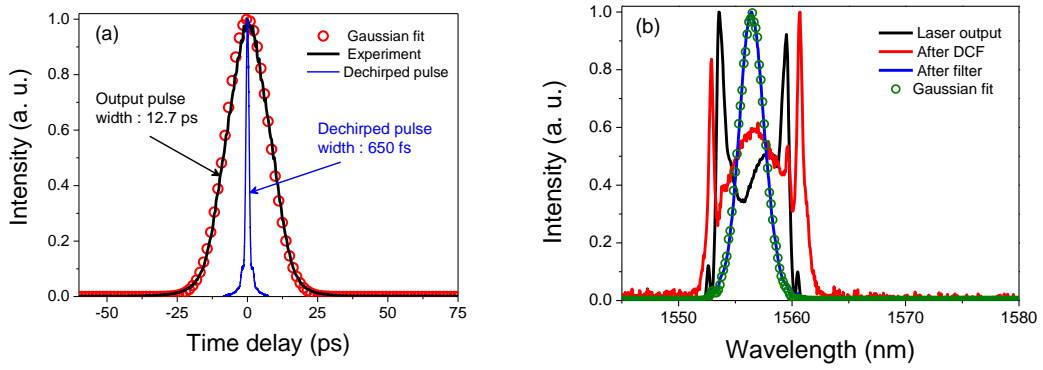 (a)
Gaussian fit
Experiment
Dechirped pulse
Output pulse
width : 12.7 ps
Dechirped pulse
width : 650 fs
Intensity (a. u.)
1.0
0.8
0.6
0.4
0.2
0.0
-50 -25 0 25 50 75
Time delay (ps)
(b)
Laser output
After DCF
After filter
Gaussian fit
Intensity (a. u.)
1.0
0.8
0.6
0.4
0.2
0.0
1550 1560 1570 1580
Wavelength (nm)